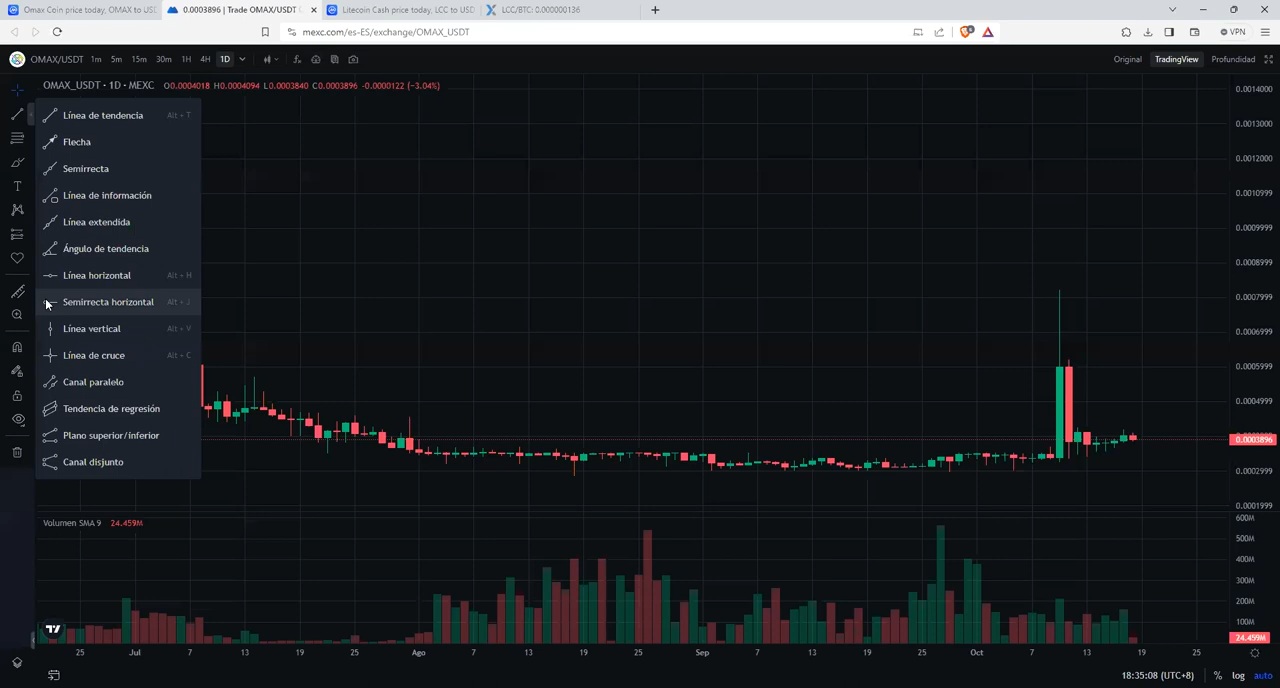 Omax Coin price today, OMAX to US
0.0003896 | Trade OMAX/USDT
Litecoin Cash price today, LCC to USD
LCC/BTC: 0.000000136
mexc.com/es-ES/exchange/OMAX_USDT
VPN
OMAX/USDT 1m 5m 15m 30m 1H 4H 1D
Original TradingView Profundidad
OMAX_USDT · 1D · MEXC O0.0004018 H0.0004094 L0.0003840 C0.0003896 -0.0000122 (-3.04%)
Línea de tendencia Alt + T
Flecha
Semirrecta
Línea de información
Línea extendida
Ángulo de tendencia
Línea horizontal Alt + H
Semirrecta horizontal Alt + J
Línea vertical Alt + V
Línea de cruce Alt + C
Canal paralelo
Tendencia de regresión
Plano superior/inferior
Canal disjunto
0.0014000
0.0013000
0.0012000
0.0010999
0.0009999
0.0008999
0.0007999
0.0006999
0.0005999
0.0004999
0.0003896
0.0002999
0.0001999
Volumen SMA 9 24.459M
600M
500M
400M
300M
200M
100M
24.459M
25 Jul 7 13 19 25 Ago 7 13 19 25 Sep 7 13 19 25 Oct 7 13 19 25
18:35:08 (UTC+8) % log auto